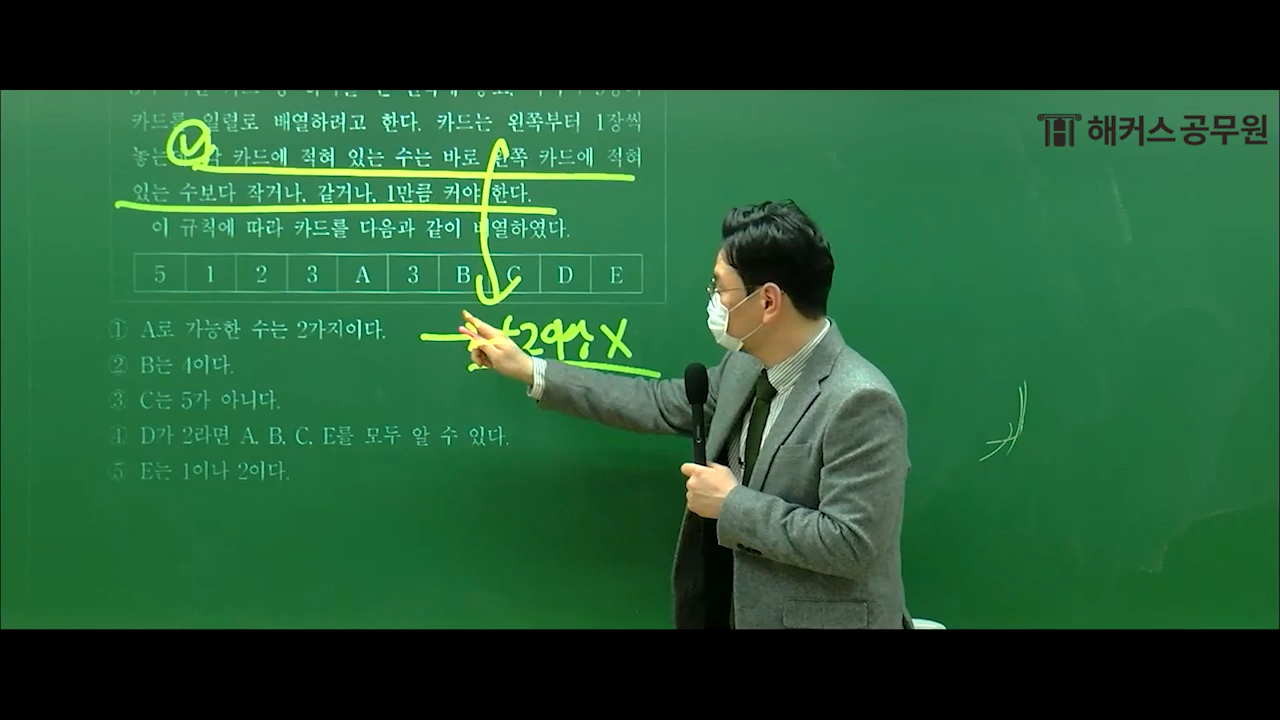 해커스 공무원
카드를 일렬로 배열하려고 한다. 카드는 왼쪽부터 1장씩
놓는 각 카드에 적혀 있는 수는 바로 왼쪽 카드에 적혀
있는 수보다 작거나, 같거나, 1만큼 커야 한다.
이 규칙에 따라 카드를 다음과 같이 배열하였다.
5 1 2 3 A 3 B C D E
① A로 가능한 수는 2가지이다.
② B는 4이다.
③ C는 5가 아니다.
④ D가 2라면 A, B, C, E를 모두 알 수 있다.
⑤ E는 1이나 2이다.
+2이상 X